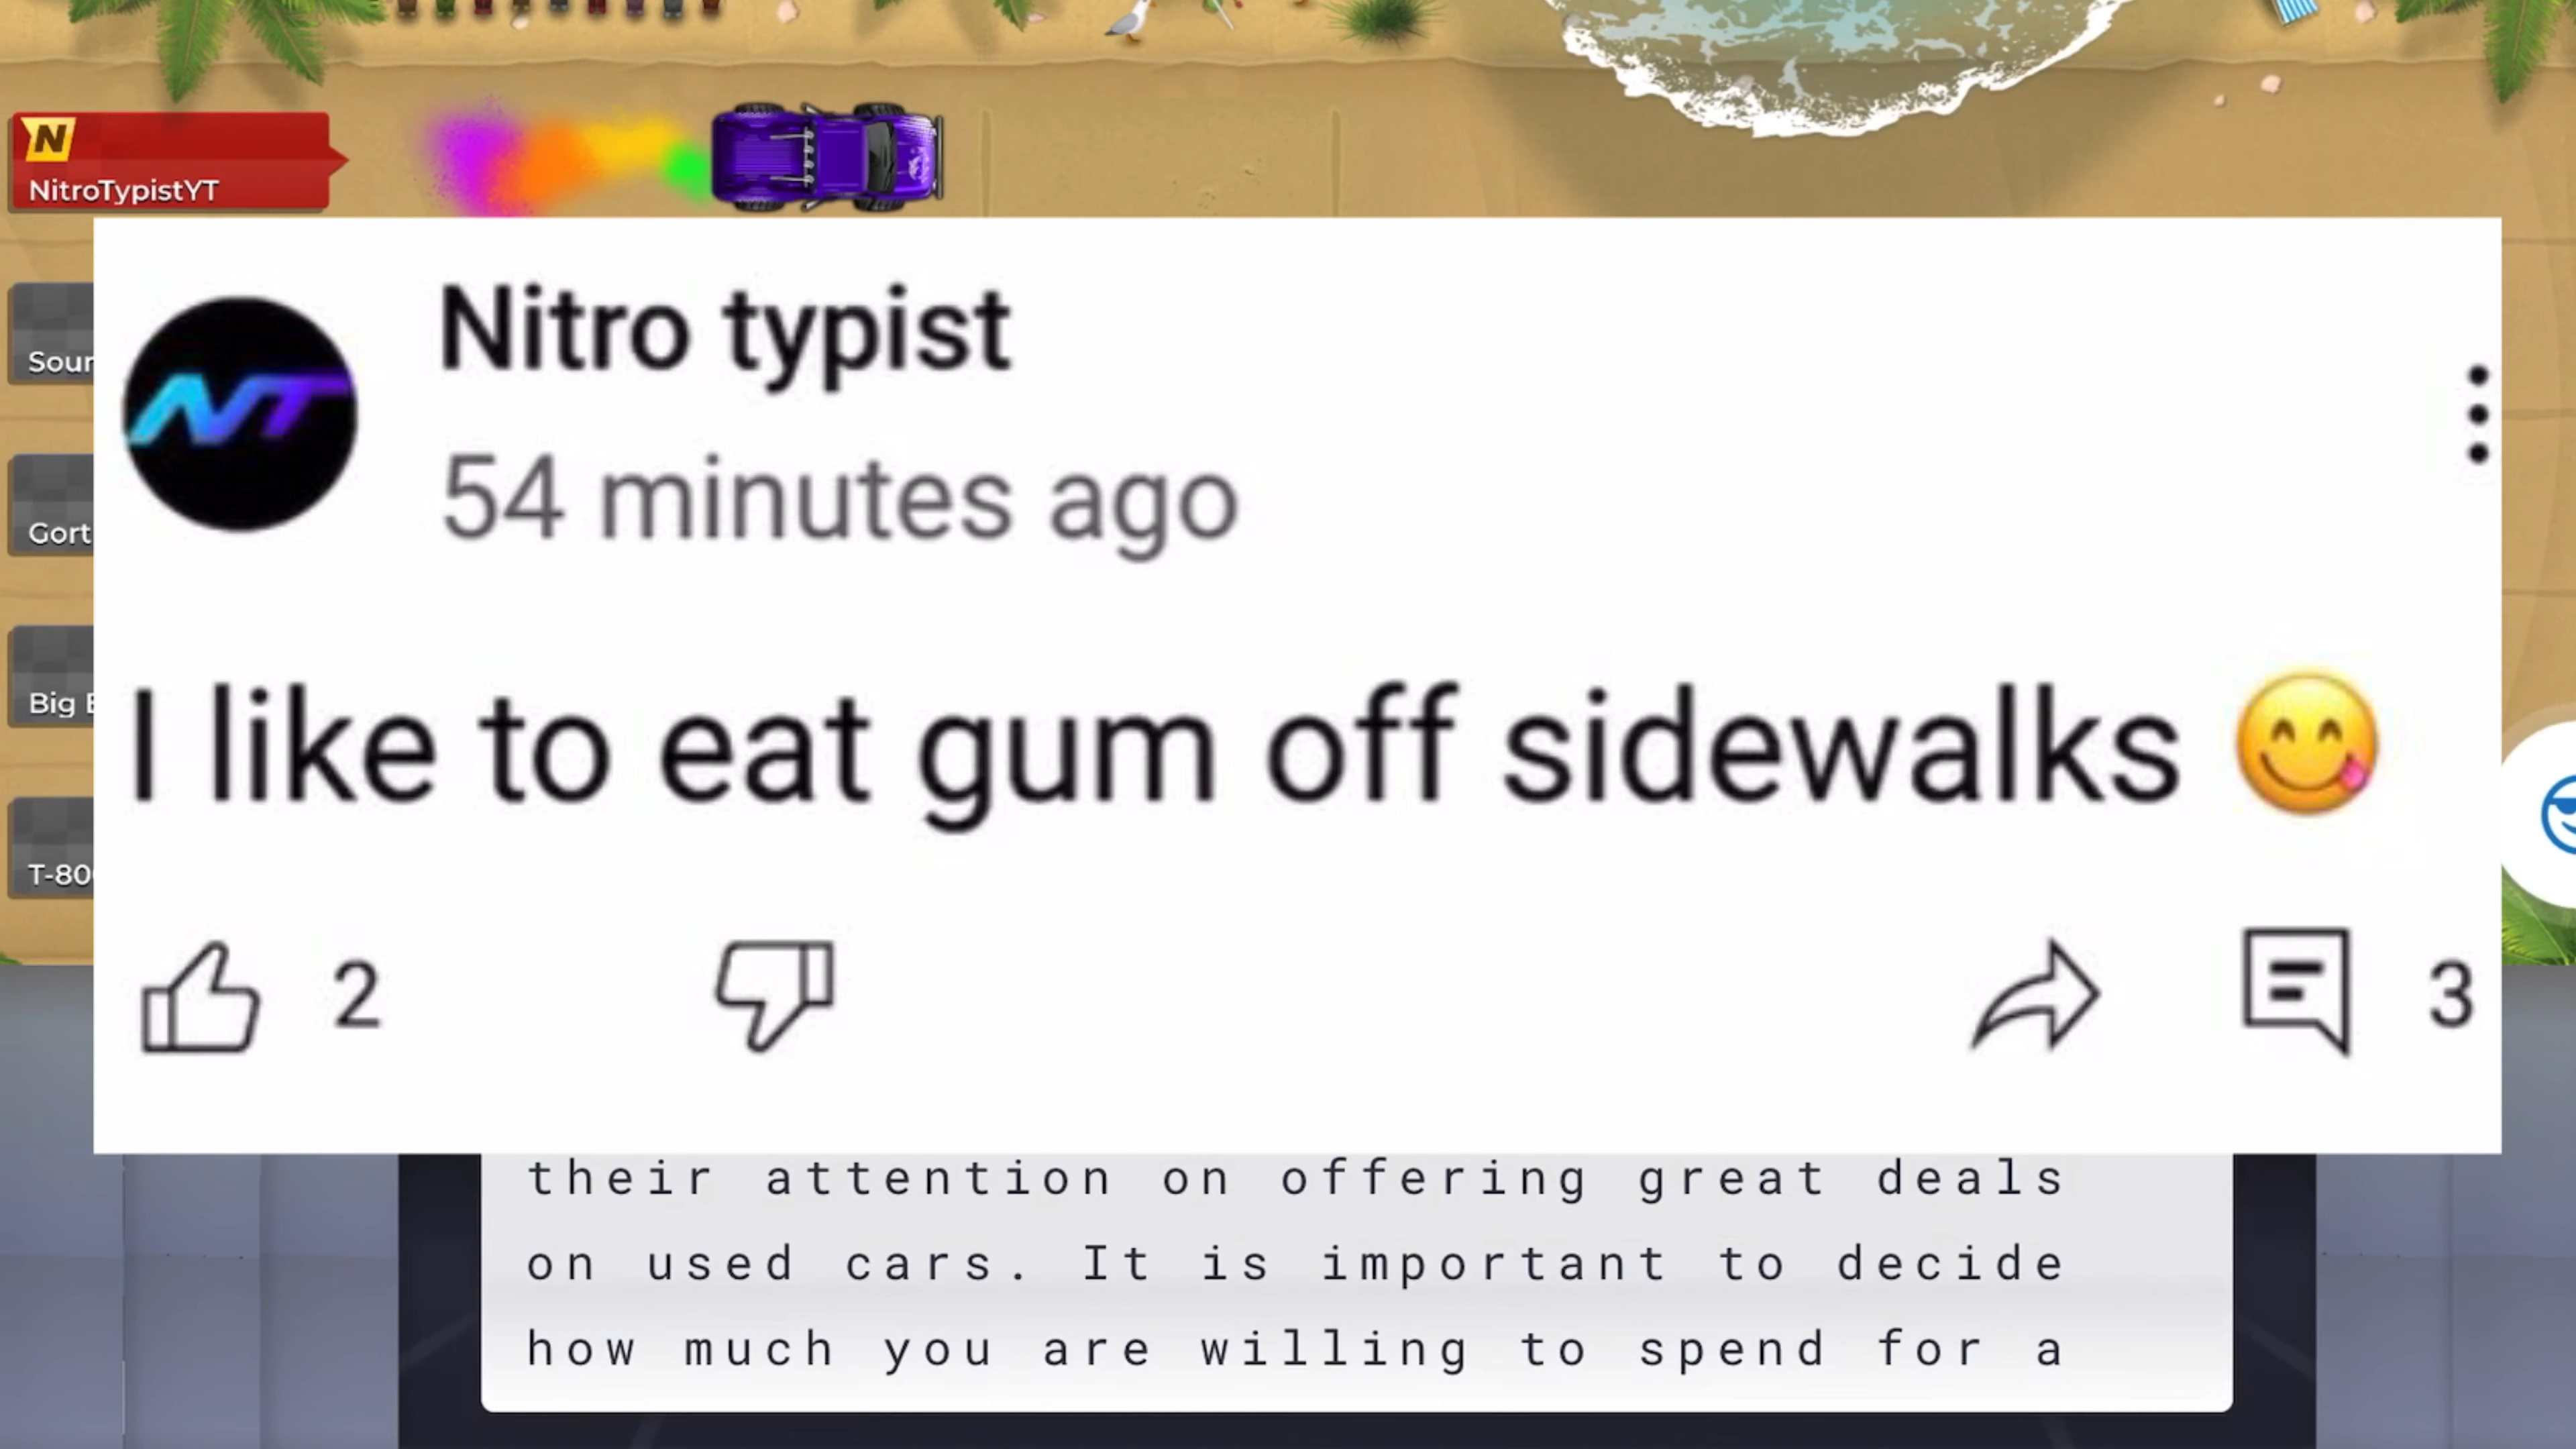 N
NitroTypistYT
Nitro typist
NT
54 minutes ago
I like to eat gum off sidewalks 😋
2
3
their attention on offering great deals
on used cars. It is important to decide
how much you are willing to spend for a